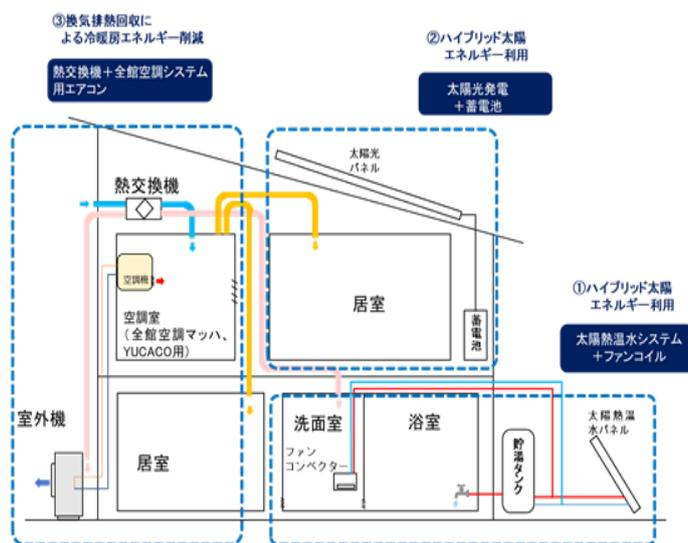 ③換気排熱回収に
よる冷暖房エネルギー削減
熱交換機＋全館空調システム
用エアコン
②ハイブリッド太陽
エネルギー利用
太陽光発電
＋蓄電池
太陽光
パネル
熱交換機
空調機
空調室
（全館空調マッハ、
YUCACO用）
居室
蓄電池
①ハイブリッド太陽
エネルギー利用
太陽熱温水システム
＋ファンコイル
室外機
居室
洗面室
ファン
コンベクター
浴室
貯湯タンク
太陽熱温
水パネル